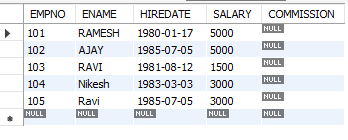 EMPNO ENAME HIREDATE SALARY COMMISSION
101 RAMESH 1980-01-17 5000 NULL
102 AJAY 1985-07-05 5000 NULL
103 RAVI 1981-08-12 1500 NULL
104 Nikesh 1983-03-03 3000 NULL
105 Ravi 1985-07-05 3000 NULL
NULL NULL NULL NULL NULL